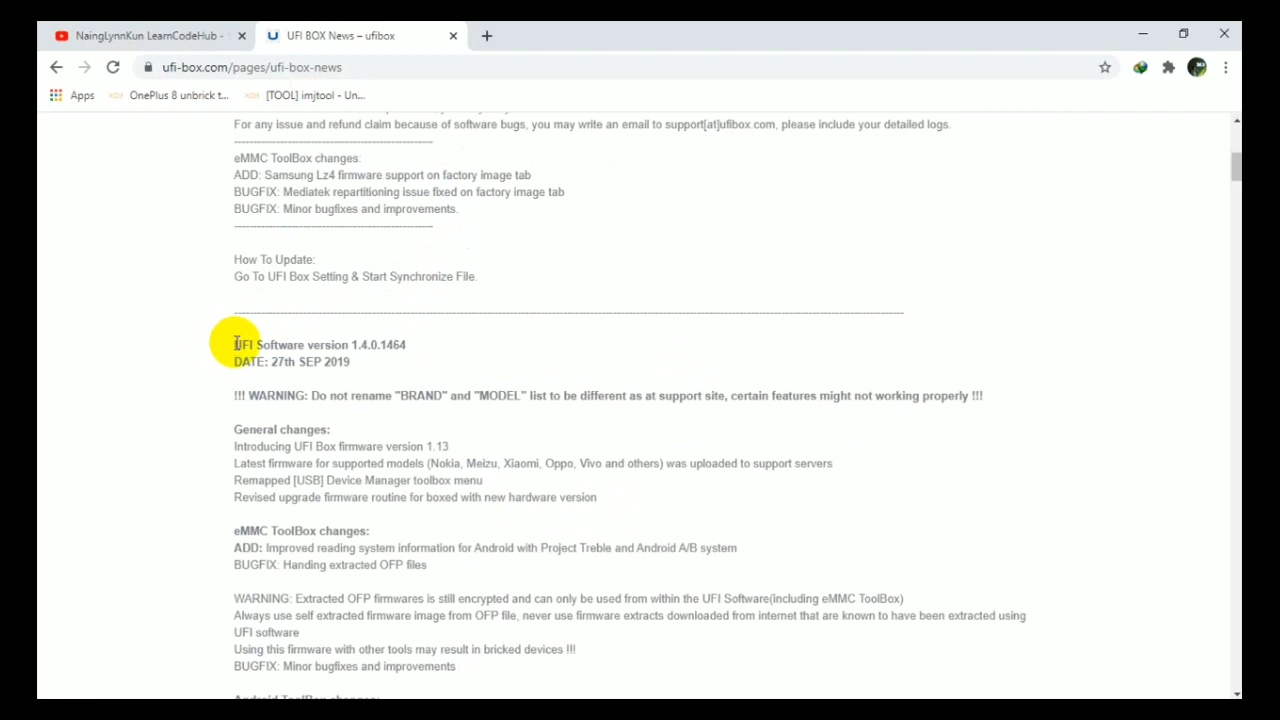 NaingLynnKun LearnCodeHub -
UFI BOX News – ufibox
ufi-box.com/pages/ufi-box-news
Apps
OnePlus 8 unbrick t...
[TOOL] imjtool - Un...
For any issue and refund claim because of software bugs, you may write an email to support[at]ufibox.com, please include your detailed logs.
----------------------------------------------------
eMMC ToolBox changes:
ADD: Samsung Lz4 firmware support on factory image tab
BUGFIX: Mediatek repartitioning issue fixed on factory image tab
BUGFIX: Minor bugfixes and improvements.
----------------------------------------------------
How To Update:
Go To UFI Box Setting & Start Synchronize File.
UFI Software version 1.4.0.1464
DATE: 27th SEP 2019
!!! WARNING: Do not rename "BRAND" and "MODEL" list to be different as at support site, certain features might not working properly !!!
General changes:
Introducing UFI Box firmware version 1.13
Latest firmware for supported models (Nokia, Meizu, Xiaomi, Oppo, Vivo and others) was uploaded to support servers
Remapped [USB] Device Manager toolbox menu
Revised upgrade firmware routine for boxed with new hardware version
eMMC ToolBox changes:
ADD: Improved reading system information for Android with Project Treble and Android A/B system
BUGFIX: Handing extracted OFP files
WARNING: Extracted OFP firmwares is still encrypted and can only be used from within the UFI Software(including eMMC ToolBox)
Always use self extracted firmware image from OFP file, never use firmware extracts downloaded from internet that are known to have been extracted using
UFI software
Using this firmware with other tools may result in bricked devices !!!
BUGFIX: Minor bugfixes and improvements
Android ToolBox changes: